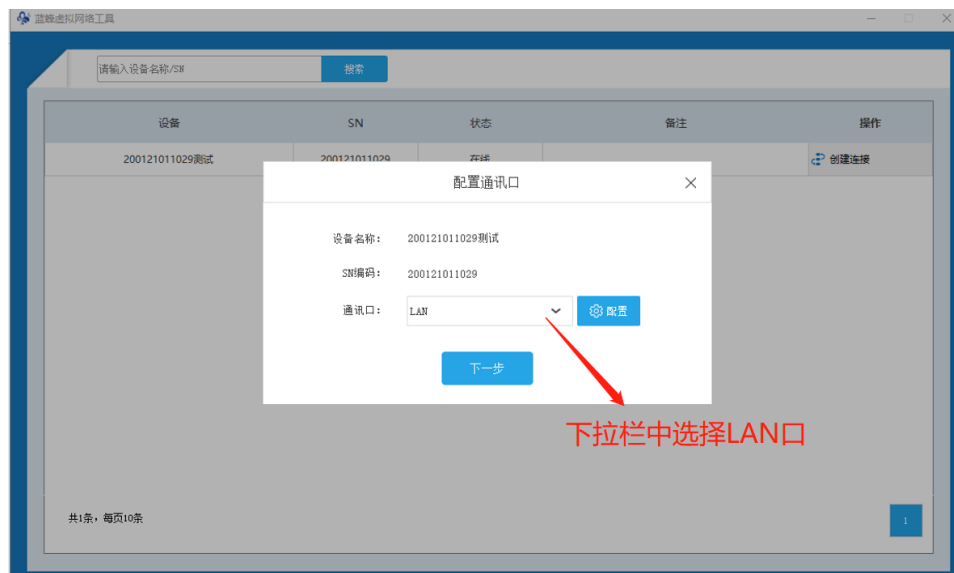 蓝蜂虚拟网络工具
请输入设备名称/SN 搜索
设备 SN 状态 备注 操作
200121011029测试 200121011029 在线 创建连接
配置通讯口
设备名称： 200121011029测试
SN编码： 200121011029
通讯口： LAN 配置
下一步
下拉栏中选择LAN口
共1条，每页10条 1